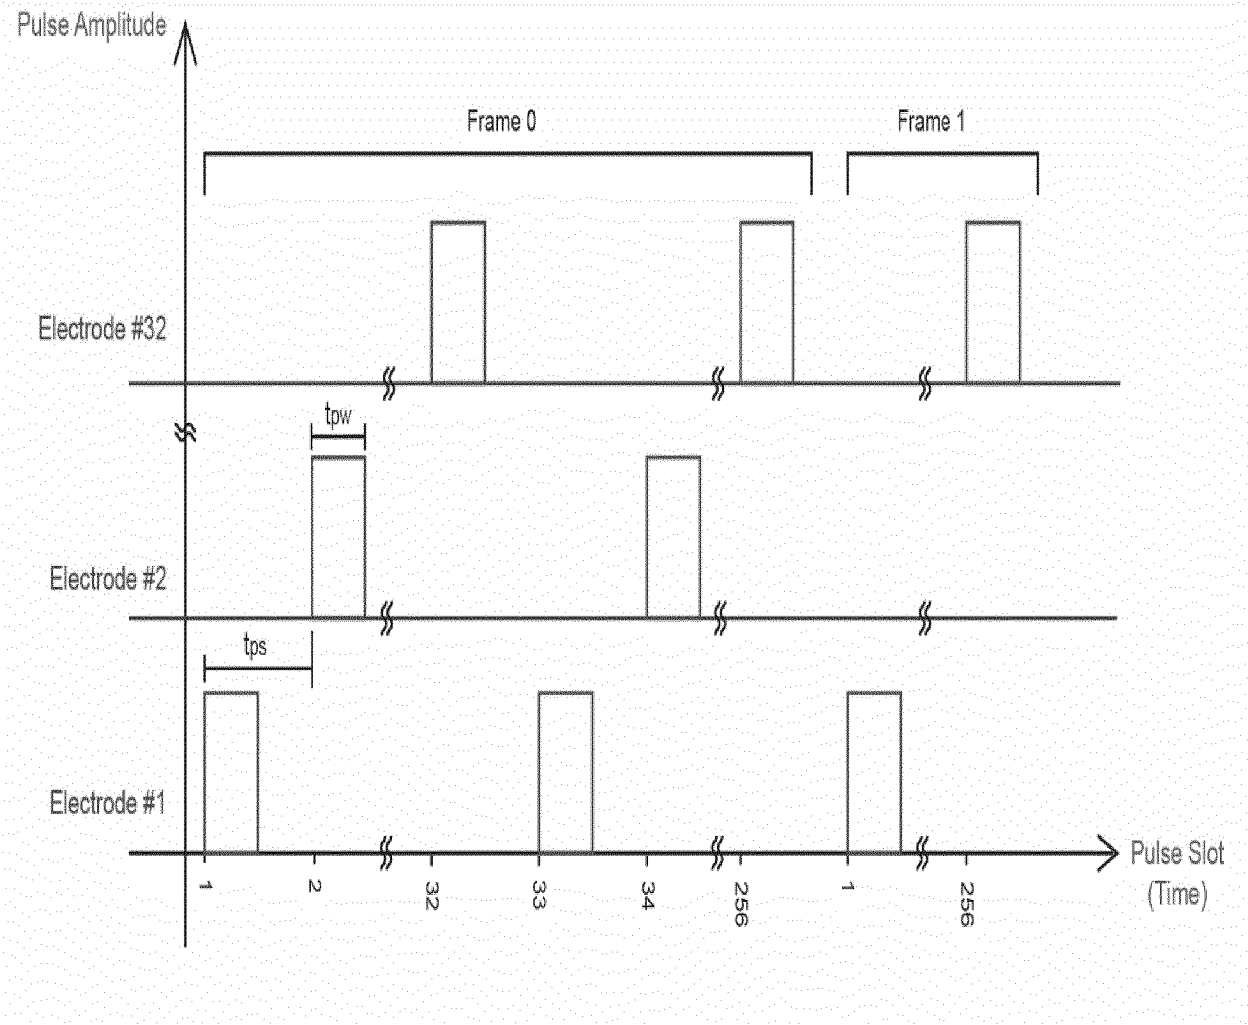 Pulse Amplitude
Frame 0
Frame 1
Electrode #32
tpw
Electrode #2
tps
Electrode #1
Pulse Slot
(Time)
1
2
32
33
34
256
1
256